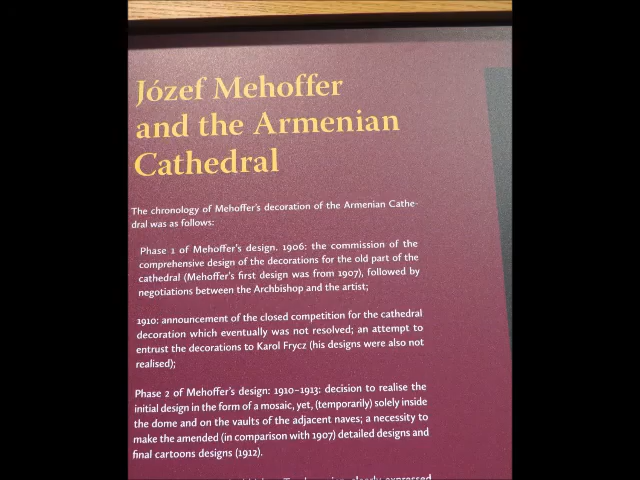 Józef Mehoffer
and the Armenian
Cathedral
The chronology of Mehoffer's decoration of the Armenian Cathe-
dral was as follows:
Phase 1 of Mehoffer's design. 1906: the commission of the
comprehensive design of the decorations for the old part of the
cathedral (Mehoffer's first design was from 1907), followed by
negotiations between the Archbishop and the artist;
1910: announcement of the closed competition for the cathedral
decoration which eventually was not resolved; an attempt to
entrust the decorations to Karol Frycz (his designs were also not
realised);
Phase 2 of Mehoffer's design: 1910–1913: decision to realise the
initial design in the form of a mosaic, yet, (temporarily) solely inside
the dome and on the vaults of the adjacent naves; a necessity to
make the amended (in comparison with 1907) detailed designs and
final cartoons designs (1912).
clearly expressed